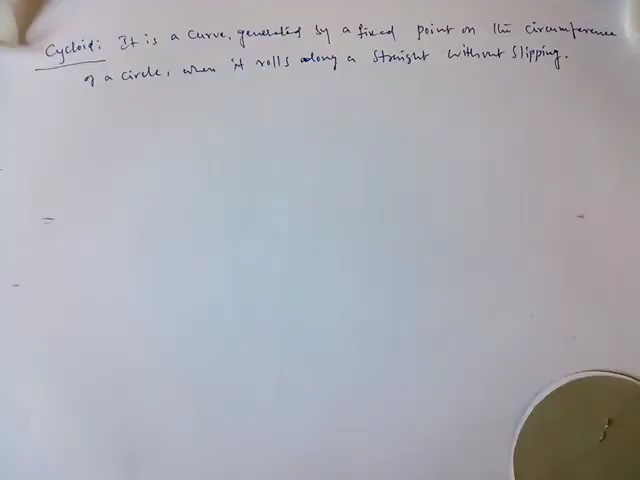 Cycloid: It is a curve, generated by a fixed point on the circumference
of a circle, when it rolls along a straight without slipping.